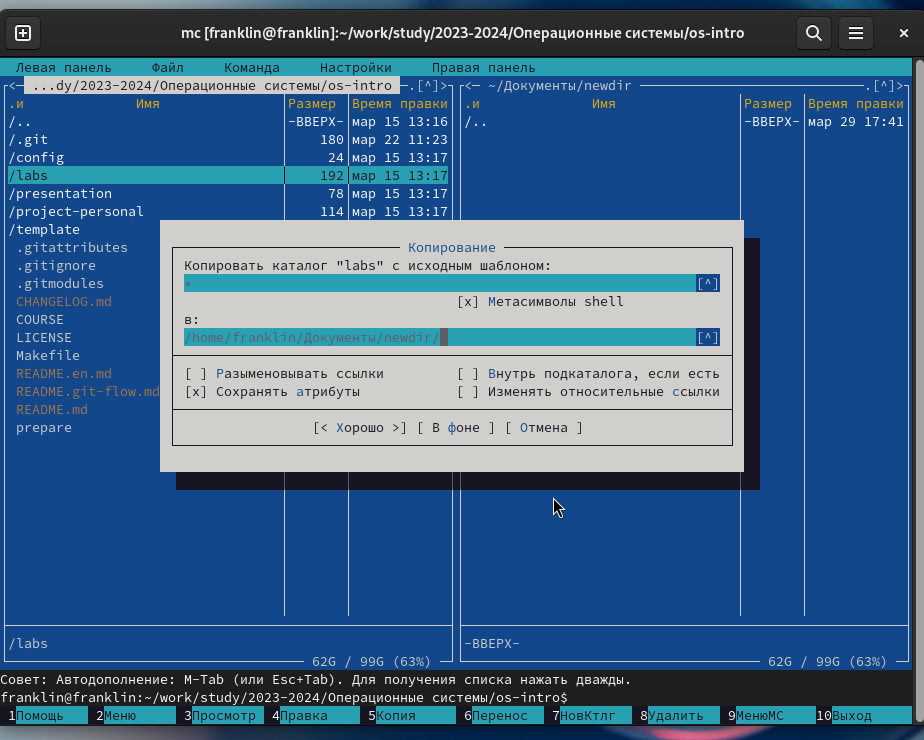 mc [franklin@franklin]:~/work/study/2023-2024/Операционные системы/os-intro
Левая панель Файл Команда Настройки Правая панель
<─ ...dy/2023-2024/Операционные системы/os-intro ─.[^]>
.и Имя Размер Время правки
/.. -ВВЕРХ- мар 15 13:16
/.git 180 мар 22 11:23
/config 24 мар 15 13:17
/labs 192 мар 15 13:17
/presentation 78 мар 15 13:17
/project-personal 114 мар 15 13:17
/template
.gitattributes
.gitignore
.gitmodules
CHANGELOG.md
COURSE
LICENSE
Makefile
README.en.md
README.git-flow.md
README.md
prepare
/labs
62G / 99G (63%)
<─ ~/Документы/newdir .[^]>
.и Имя Размер Время правки
/.. -ВВЕРХ- мар 29 17:41
-ВВЕРХ-
62G / 99G (63%)
Копирование
Копировать каталог "labs" с исходным шаблоном:
* [^]
[x] Метасимволы shell
в:
/home/franklin/Документы/newdir/ [^]
[ ] Разыменовывать ссылки [ ] Внутрь подкаталога, если есть
[x] Сохранять атрибуты [ ] Изменять относительные ссылки
[< Хорошо >] [ В фоне ] [ Отмена ]
Совет: Автодополнение: M-Tab (или Esc+Tab). Для получения списка нажать дважды.
franklin@franklin:~/work/study/2023-2024/Операционные системы/os-intro$
1Помощь 2Меню 3Просмотр 4Правка 5Копия 6Перенос 7НовКтлг 8Удалить 9МенюMC 10Выход